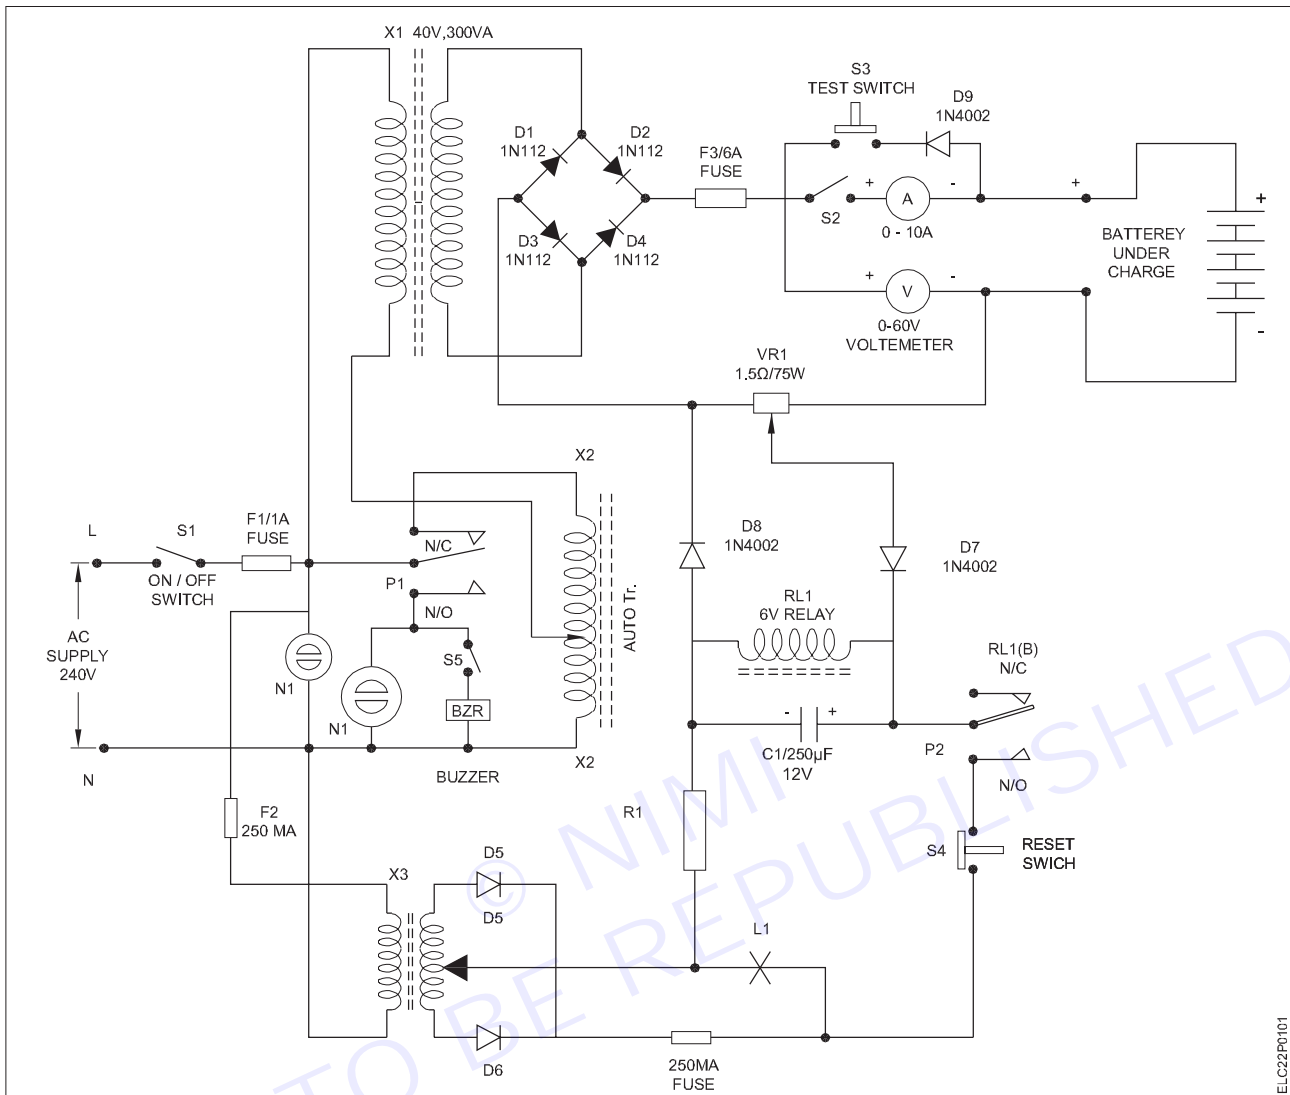 X1 40V,300VA
S3
TEST SWITCH
D9
1N4002
D1
1N112
D2
1N112
F3/6A
FUSE
+
-
+
+
S2
A
0 - 10A
D3
1N112
D4
1N112
BATTEREY
UNDER
CHARGE
+
-
V
-
0-60V
VOLTEMETER
VR1
1.5Ω/75W
X2
L
S1
F1/1A
FUSE
N/C
ON / OFF
SWITCH
P1
N/O
D8
1N4002
D7
1N4002
AUTO Tr.
RL1
6V RELAY
AC
SUPPLY
240V
S5
N1
N1
BZR
RL1(B)
N/C
-
+
C1/250µF
12V
P2
N
BUZZER
X2
N/O
F2
250 MA
R1
S4
RESET
SWICH
X3
D5
D5
L1
D6
250MA
FUSE
ELC22P0101
© NIMI
TO BE REPUBLISHED